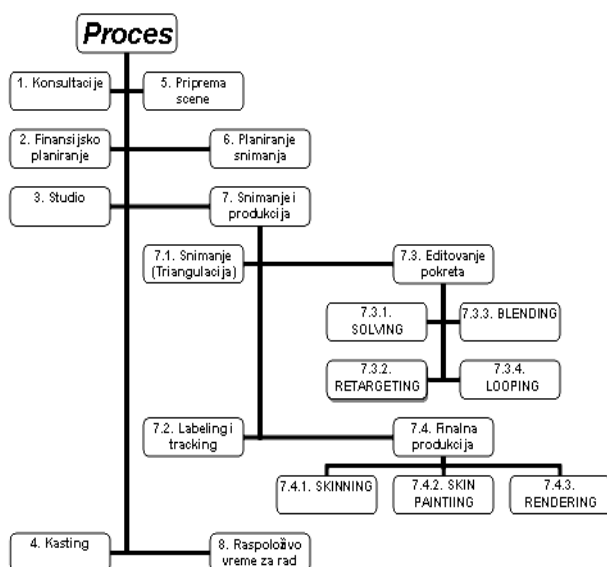 Proces
1. Konsultacije
5. Priprema
scene
2. Finansijsko
planiranje
6. Planiranje
snimanja
3. Studio
7. Snimanje i
produkcija
7.1. Snimanje
(Triangulacija)
7.3. Editovanje
pokreta
7.3.1.
SOLVING
7.3.3. BLENDING
7.3.2.
RETARGETING
7.3.4.
LOOPING
7.2. Labeling i
tracking
7.4. Finalna
produkcija
7.4.1. SKINNING
7.4.2. SKIN
PAINTIING
7.4.3.
RENDERING
4. Kasting
8. Raspoloživo
vreme za rad